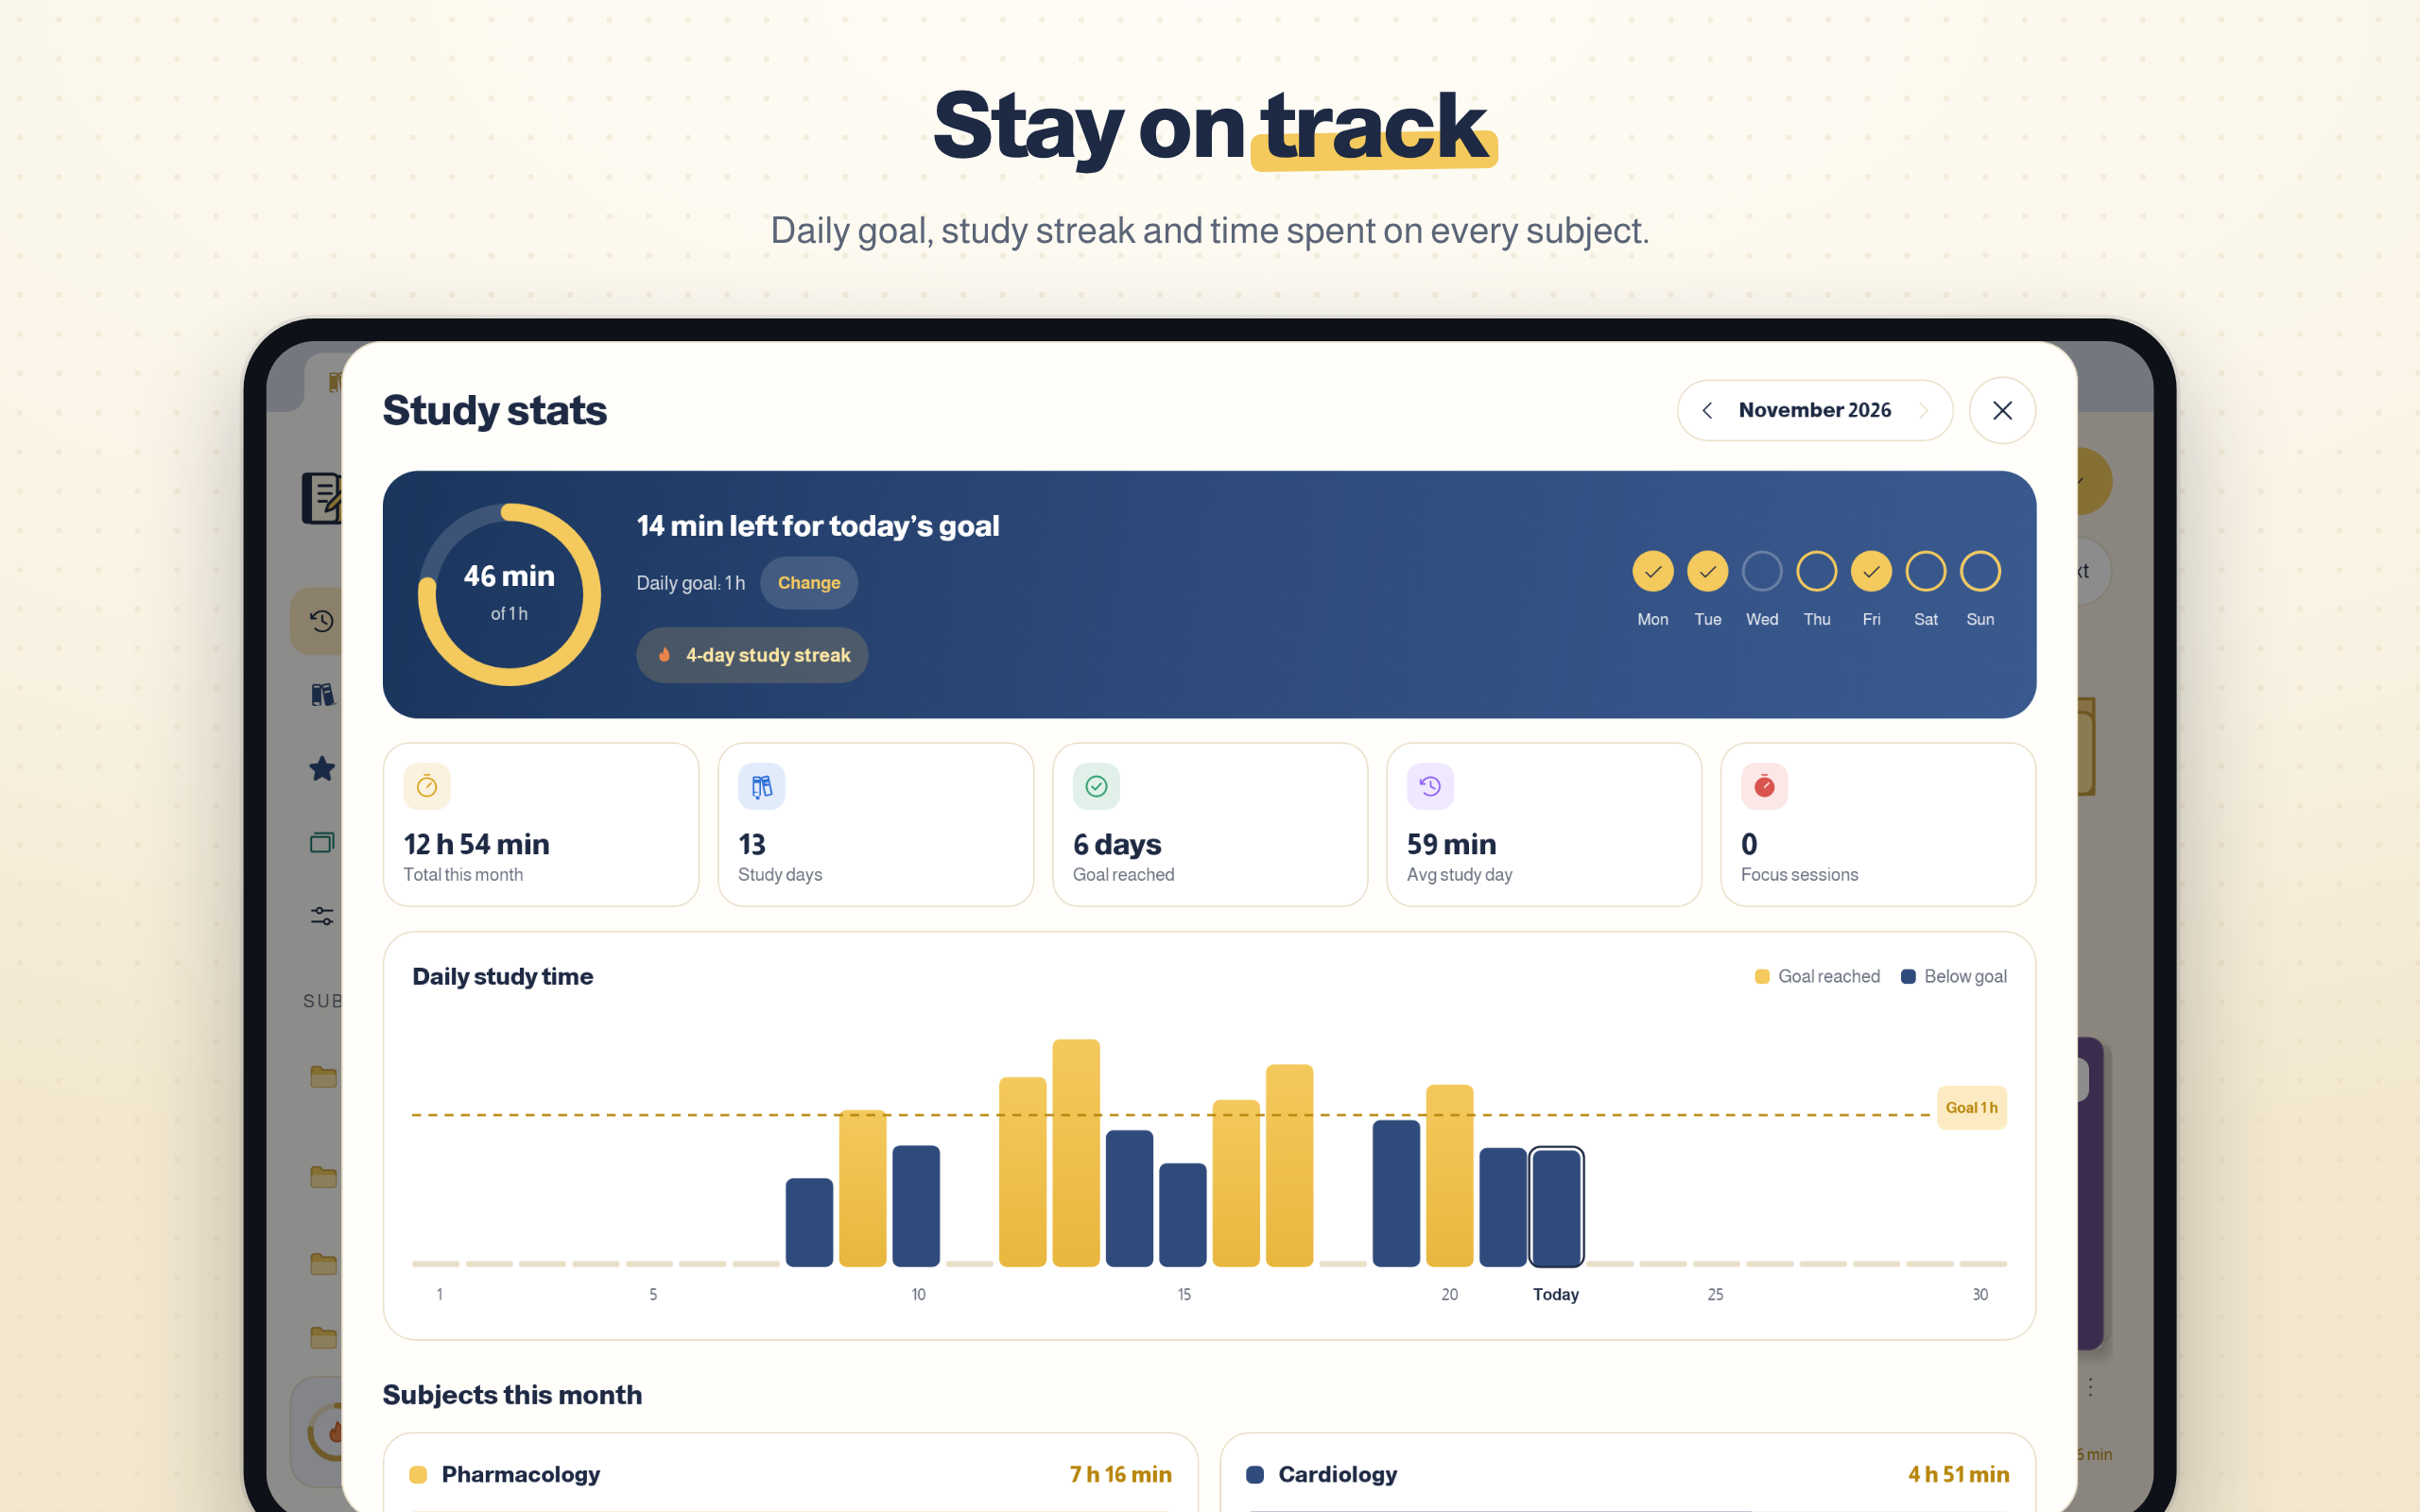 Stay on track
Daily goal, study streak and time spent on every subject.
Study stats
November 2026
46 min
of 1 h
14 min left for today’s goal
Daily goal: 1 h
Change
4-day study streak
Mon Tue Wed Thu Fri Sat Sun
12 h 54 min
Total this month
13
Study days
6 days
Goal reached
59 min
Avg study day
0
Focus sessions
SUB
Daily study time
Goal reached
Below goal
Goal 1 h
1 5 10 15 20 Today 25 30
Subjects this month
Pharmacology
7 h 16 min
Cardiology
4 h 51 min